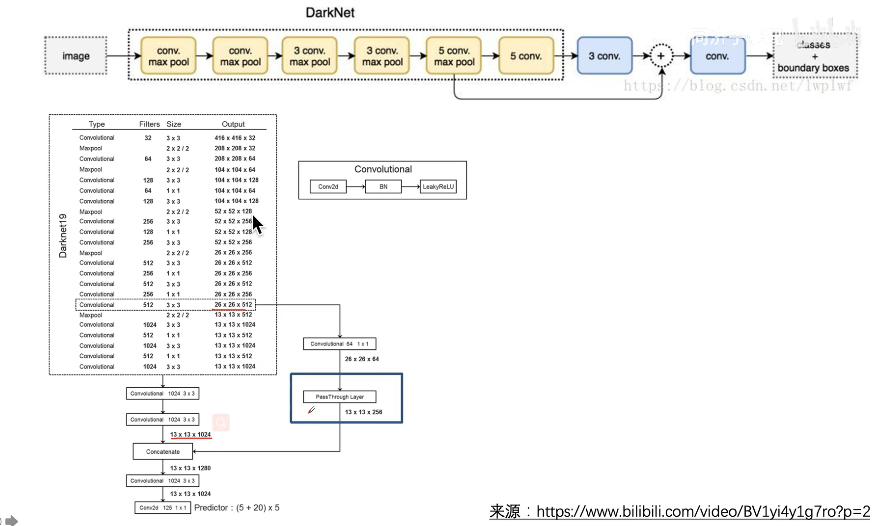 DarkNet
image
conv.
max pool
conv.
max pool
3 conv.
max pool
3 conv.
max pool
5 conv.
max pool
5 conv.
3 conv.
+
conv.
classes
+
boundary boxes
https://blog.csdn.net/lwplwf
Type Filters Size Output
Convolutional 32 3 x 3 416 x 416 x 32
Maxpool 2 x 2 / 2 208 x 208 x 32
Convolutional 64 3 x 3 208 x 208 x 64
Maxpool 2 x 2 / 2 104 x 104 x 64
Convolutional 128 3 x 3 104 x 104 x 128
Convolutional 64 1 x 1 104 x 104 x 64
Convolutional 128 3 x 3 104 x 104 x 128
Maxpool 2 x 2 / 2 52 x 52 x 128
Convolutional 256 3 x 3 52 x 52 x 256
Convolutional 128 1 x 1 52 x 52 x 128
Convolutional 256 3 x 3 52 x 52 x 256
Maxpool 2 x 2 / 2 26 x 26 x 256
Convolutional 512 3 x 3 26 x 26 x 512
Convolutional 256 1 x 1 26 x 26 x 256
Convolutional 512 3 x 3 26 x 26 x 512
Convolutional 256 1 x 1 26 x 26 x 256
Convolutional 512 3 x 3 26 x 26 x 512
Maxpool 2 x 2 / 2 13 x 13 x 512
Convolutional 1024 3 x 3 13 x 13 x 1024
Convolutional 512 1 x 1 13 x 13 x 512
Convolutional 1024 3 x 3 13 x 13 x 1024
Convolutional 512 1 x 1 13 x 13 x 512
Convolutional 1024 3 x 3 13 x 13 x 1024
Darknet19
Convolutional
Conv2d
BN
LeakyReLU
Convolutional 64 1 x 1
26 x 26 x 64
PassThrough Layer
13 x 13 x 256
Convolutional 1024 3 x 3
Convolutional 1024 3 x 3
13 x 13 x 1024
Concatenate
13 x 13 x 1280
Convolutional 1024 3 x 3
13 x 13 x 1024
Conv2d 125 1 x 1
Predictor : (5 + 20) x 5
来源：https://www.bilibili.com/video/BV1yi4y1g7ro?p=2